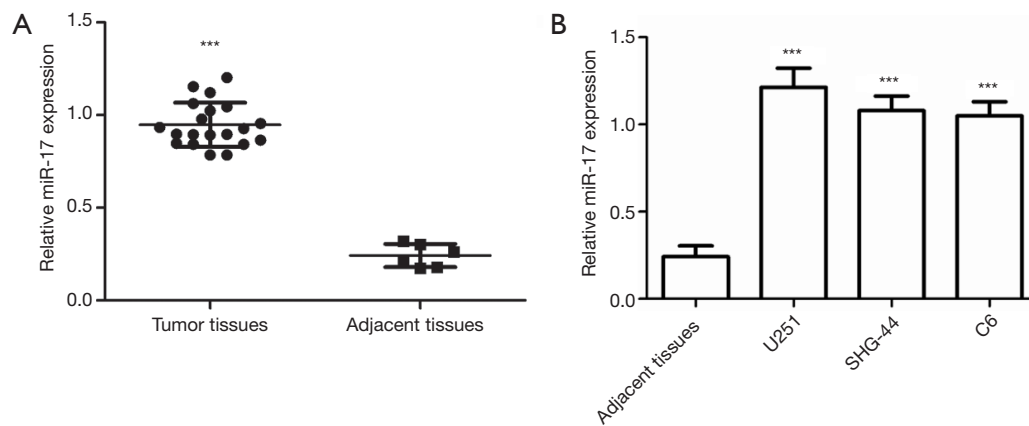 A
Relative miR-17 expression
1.5
1.0
0.5
0.0
***
Tumor tissues
Adjacent tissues
B
Relative miR-17 expression
1.5
1.0
0.5
0.0
***
***
***
Adjacent tissues
U251
SHG-44
C6